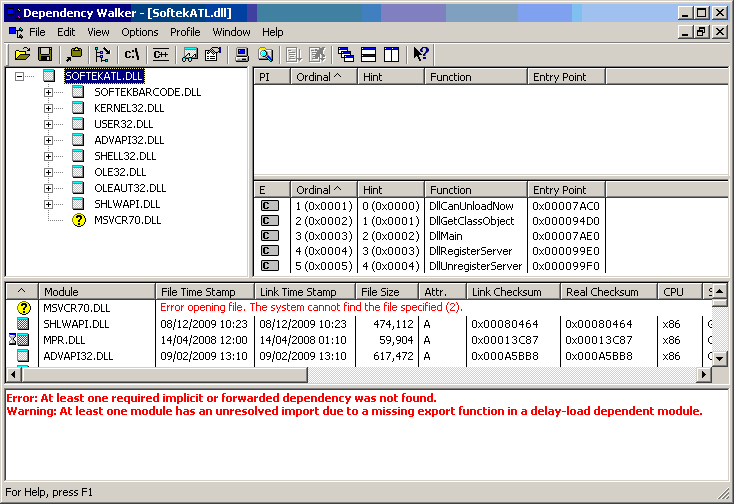 Dependency Walker - [SoftekATL.dll]
File Edit View Options Profile Window Help
c:\ C++
SOFTEKATL.DLL
SOFTEKBARCODE.DLL
KERNEL32.DLL
USER32.DLL
ADVAPI32.DLL
SHELL32.DLL
OLE32.DLL
OLEAUT32.DLL
SHLWAPI.DLL
? MSVCR70.DLL
PI Ordinal ^ Hint Function Entry Point
E Ordinal ^ Hint Function Entry Point
C 1 (0x0001) 0 (0x0000) DllCanUnloadNow 0x00007AC0
C 2 (0x0002) 1 (0x0001) DllGetClassObject 0x000094D0
C 3 (0x0003) 2 (0x0002) DllMain 0x00007AE0
C 4 (0x0004) 3 (0x0003) DllRegisterServer 0x000099E0
C 5 (0x0005) 4 (0x0004) DllUnregisterServer 0x000099F0
^ Module File Time Stamp Link Time Stamp File Size Attr. Link Checksum Real Checksum CPU
? MSVCR70.DLL Error opening file. The system cannot find the file specified (2).
SHLWAPI.DLL 08/12/2009 10:23 08/12/2009 10:23 474,112 A 0x00080464 0x00080464 x86
MPR.DLL 14/04/2008 12:00 14/04/2008 01:10 59,904 A 0x00013C87 0x00013C87 x86
ADVAPI32.DLL 09/02/2009 13:10 09/02/2009 13:10 617,472 A 0x000A5BB8 0x000A5BB8 x86
Error: At least one required implicit or forwarded dependency was not found.
Warning: At least one module has an unresolved import due to a missing export function in a delay-load dependent module.
For Help, press F1